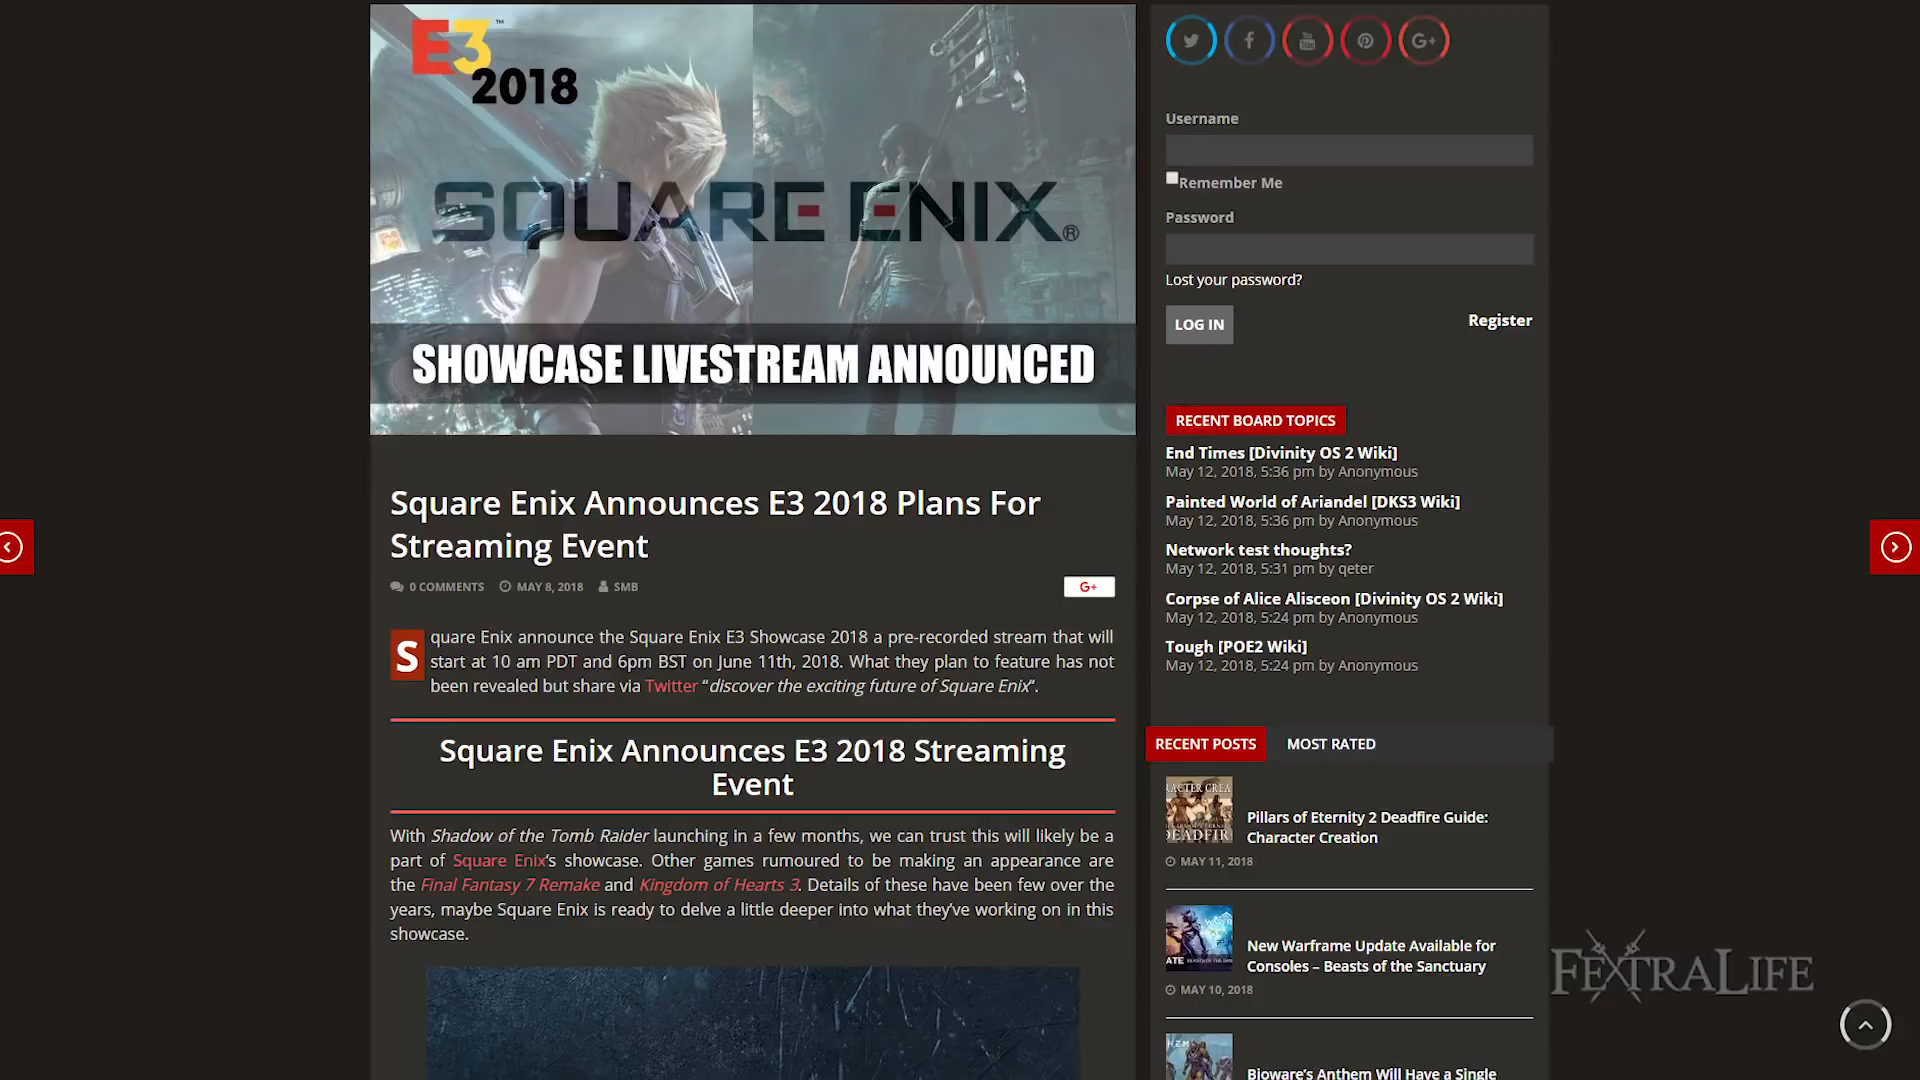 E3
2018
SQUARE ENIX®
SHOWCASE LIVESTREAM ANNOUNCED
Square Enix Announces E3 2018 Plans For
Streaming Event
0 COMMENTS MAY 8, 2018 SMB
G+
Square Enix announce the Square Enix E3 Showcase 2018 a pre-recorded stream that will
start at 10 am PDT and 6pm BST on June 11th, 2018. What they plan to feature has not
been revealed but share via Twitter “discover the exciting future of Square Enix“.
Square Enix Announces E3 2018 Streaming
Event
With Shadow of the Tomb Raider launching in a few months, we can trust this will likely be a
part of Square Enix’s showcase. Other games rumoured to be making an appearance are
the Final Fantasy 7 Remake and Kingdom of Hearts 3. Details of these have been few over the
years, maybe Square Enix is ready to delve a little deeper into what they’ve working on in this
showcase.
You Tube G+
Username
Remember Me
Password
Lost your password?
LOG IN
Register
RECENT BOARD TOPICS
End Times [Divinity OS 2 Wiki]
May 12, 2018, 5:36 pm by Anonymous
Painted World of Ariandel [DKS3 Wiki]
May 12, 2018, 5:36 pm by Anonymous
Network test thoughts?
May 12, 2018, 5:31 pm by qeter
Corpse of Alice Alisceon [Divinity OS 2 Wiki]
May 12, 2018, 5:24 pm by Anonymous
Tough [POE2 Wiki]
May 12, 2018, 5:24 pm by Anonymous
RECENT POSTS MOST RATED
Pillars of Eternity 2 Deadfire Guide:
Character Creation
MAY 11, 2018
New Warframe Update Available for
Consoles – Beasts of the Sanctuary
MAY 10, 2018
Bioware’s Anthem Will Have a Single
FEXTRALIFE